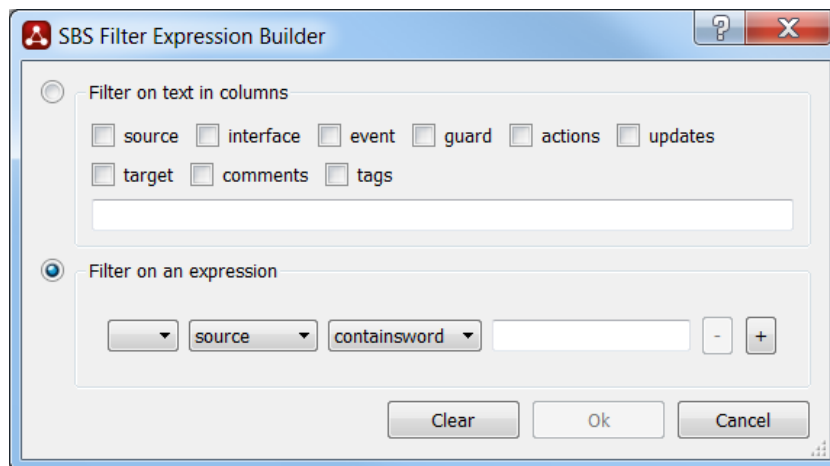 SBS Filter Expression Builder
Filter on text in columns
source interface event guard actions updates
target comments tags
Filter on an expression
source containsword - +
Clear Ok Cancel